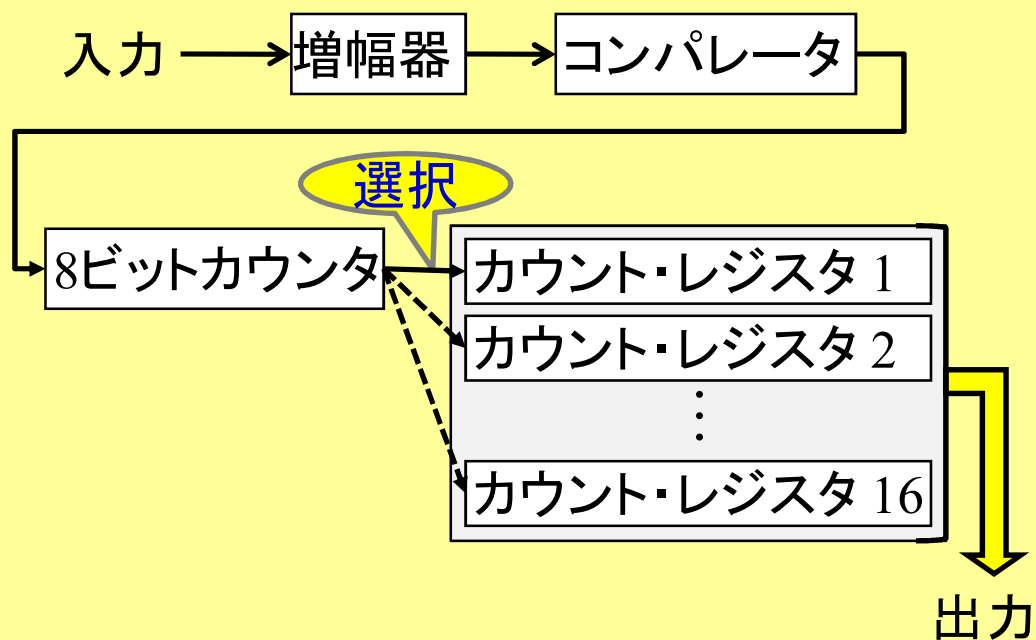 入力
増幅器
コンパレータ
選択
8ビットカウンタ
カウント・レジスタ 1
カウント・レジスタ 2
⋮
カウント・レジスタ 16
出力